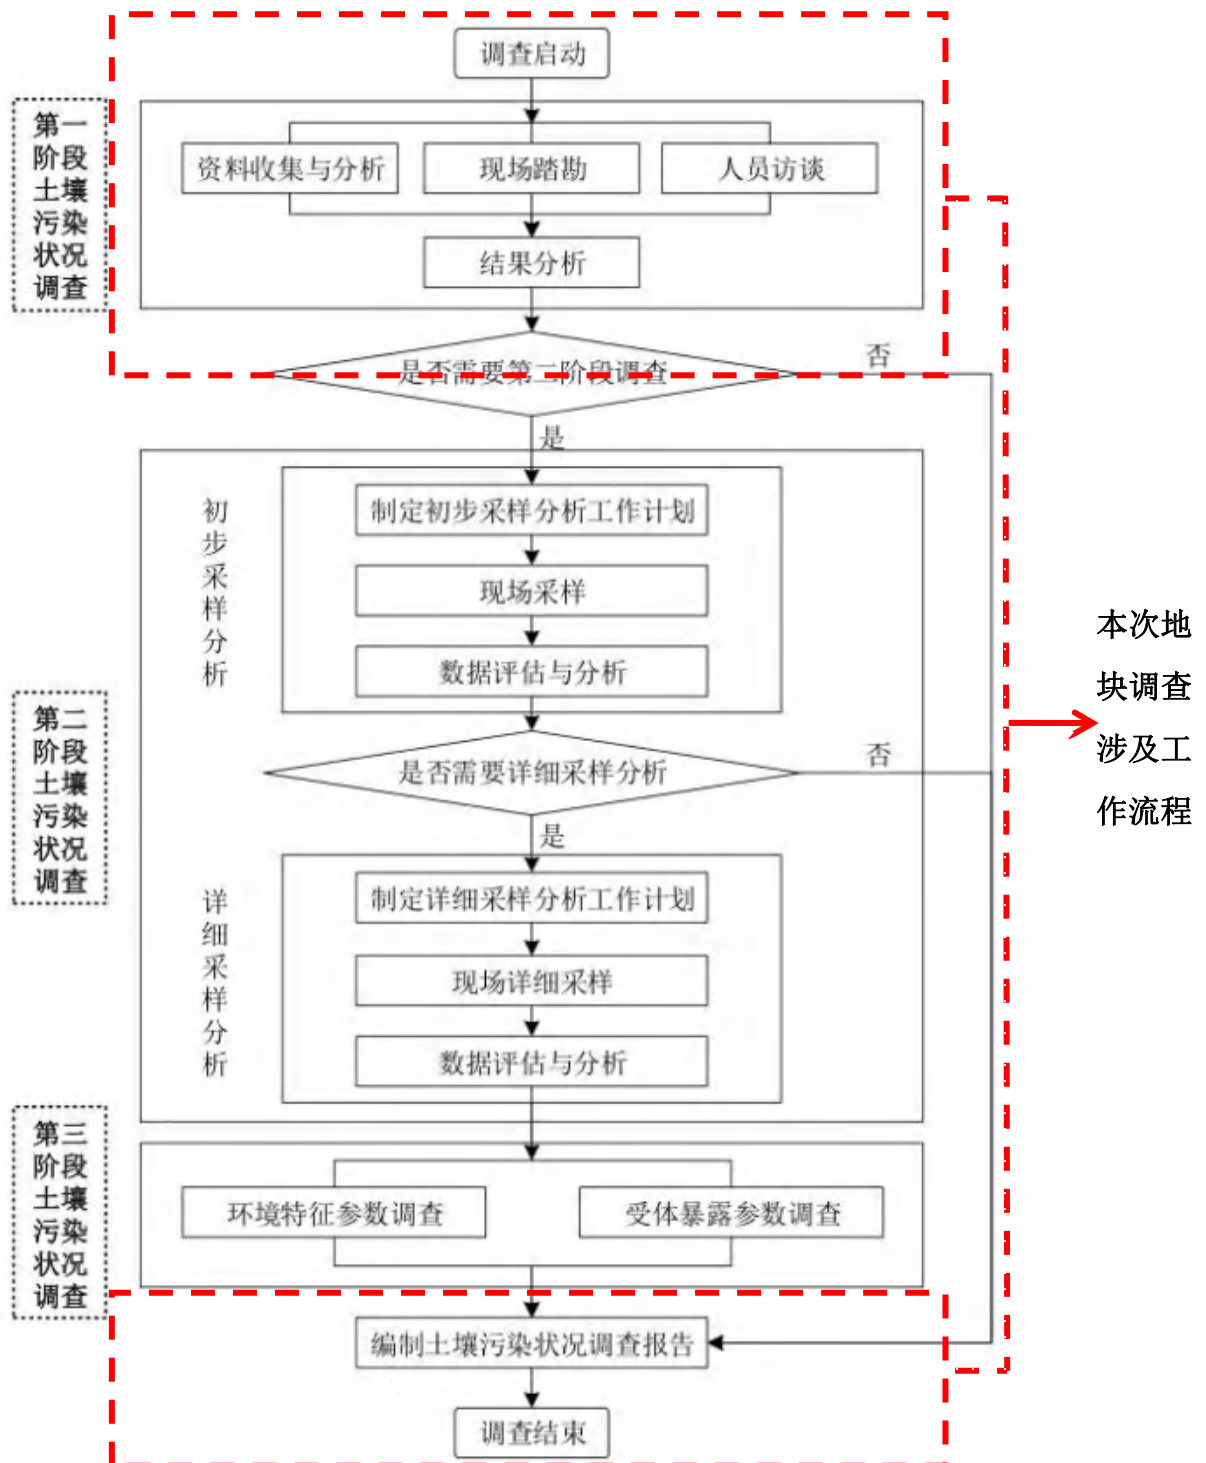 调查启动
第一
阶段
土壤
污染
状况
调查
资料收集与分析
现场踏勘
人员访谈
结果分析
是否需要第二阶段调查
否
是
初
步
采
样
分
析
制定初步采样分析工作计划
现场采样
数据评估与分析
第二
阶段
土壤
污染
状况
调查
是否需要详细采样分析
否
是
详
细
采
样
分
析
制定详细采样分析工作计划
现场详细采样
数据评估与分析
第三
阶段
土壤
污染
状况
调查
环境特征参数调查
受体暴露参数调查
编制土壤污染状况调查报告
调查结束
本次地
块调查
涉及工
作流程